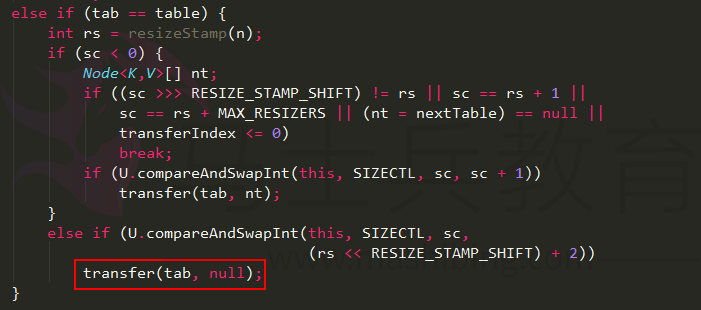 else if (tab == table) {
    int rs = resizeStamp(n);
    if (sc < 0) {
        Node<K,V>[] nt;
        if ((sc >>> RESIZE_STAMP_SHIFT) != rs || sc == rs + 1 ||
            sc == rs + MAX_RESIZERS || (nt = nextTable) == null ||
            transferIndex <= 0)
            break;
        if (U.compareAndSwapInt(this, SIZECTL, sc, sc + 1))
            transfer(tab, nt);
    }
    else if (U.compareAndSwapInt(this, SIZECTL, sc,
                                 (rs << RESIZE_STAMP_SHIFT) + 2))
        transfer(tab, null);
}